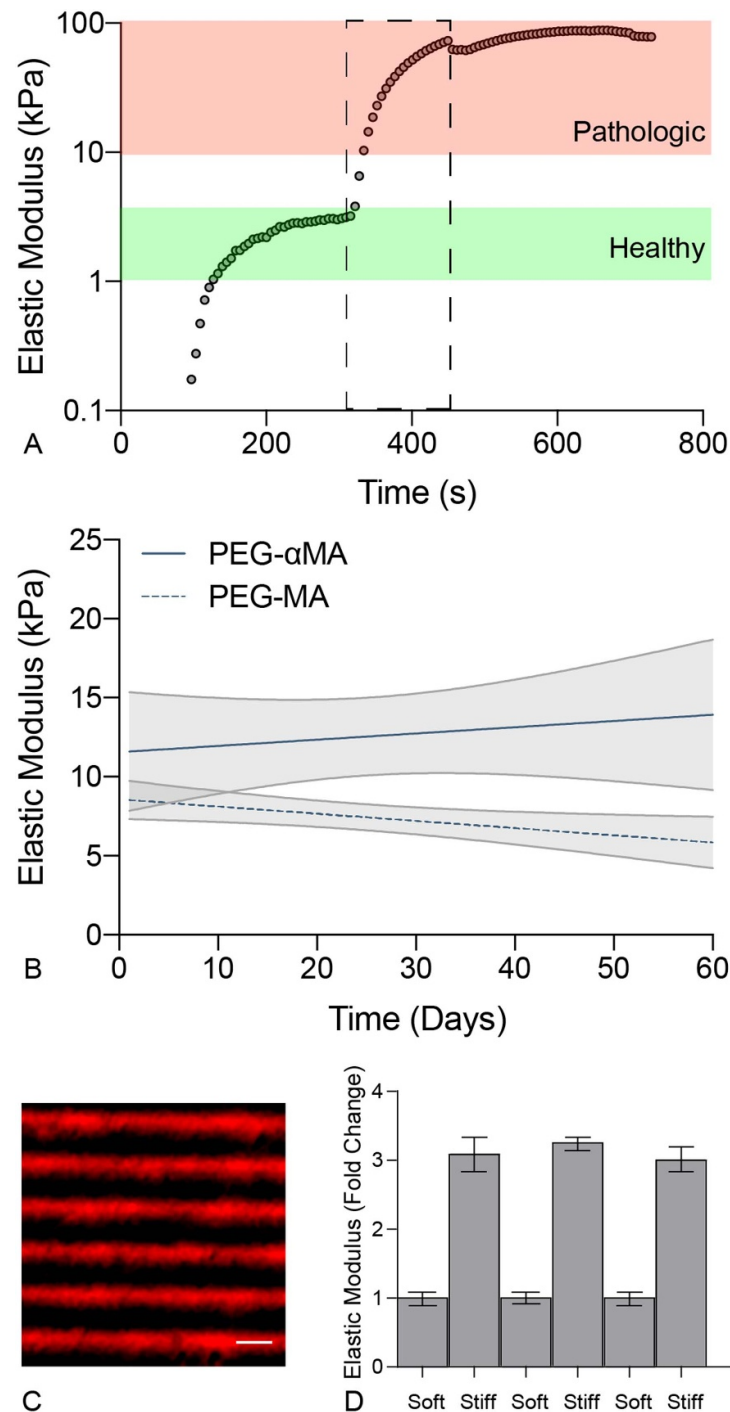 Elastic Modulus (kPa)
100
10
1
0.1
Pathologic
Healthy
0
200
400
600
800
A
Time (s)
Elastic Modulus (kPa)
25
20
15
10
5
0
PEG-αMA
PEG-MA
0
10
20
30
40
50
60
B
Time (Days)
C
Elastic Modulus (Fold Change)
4
3
2
1
0
D
Soft Stiff Soft Stiff Soft Stiff